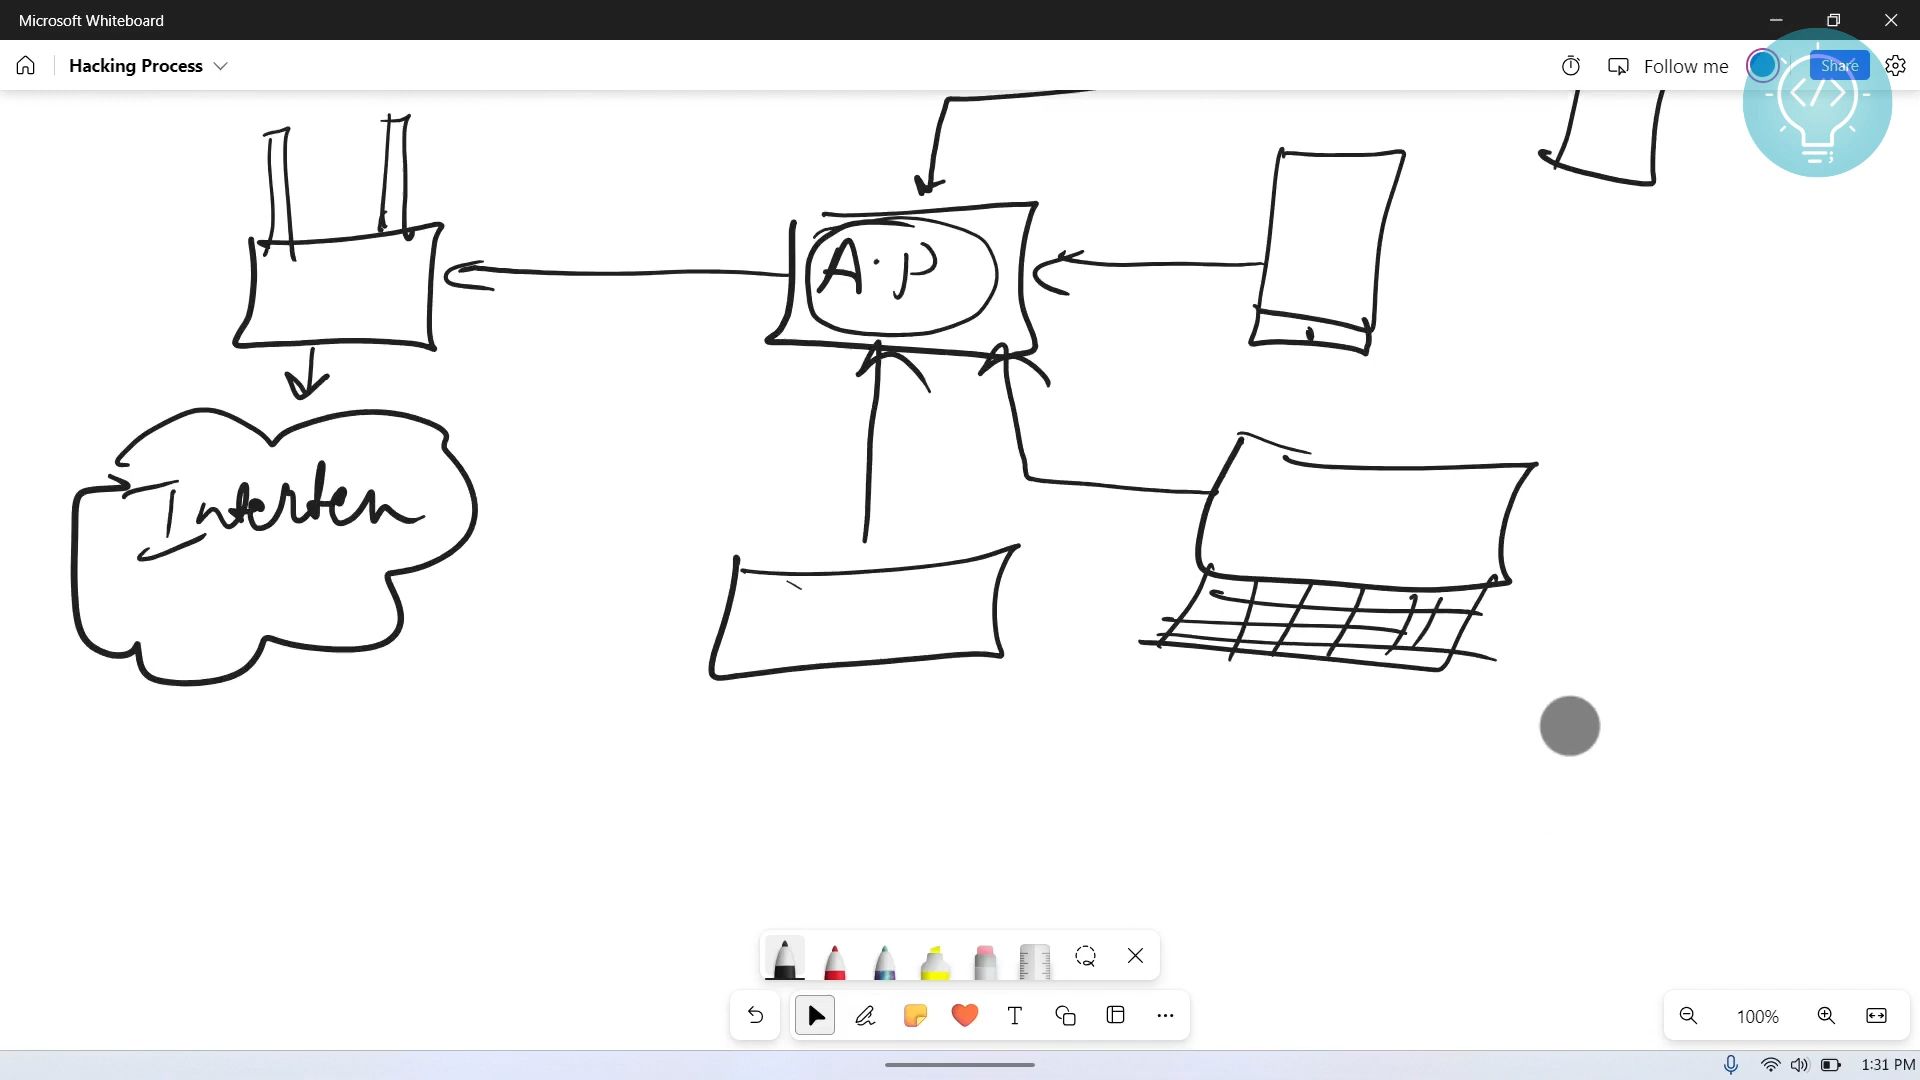 Microsoft Whiteboard
Hacking Process
Follow me
Share
</>
A.P
Interten
T
100%
1:31 PM